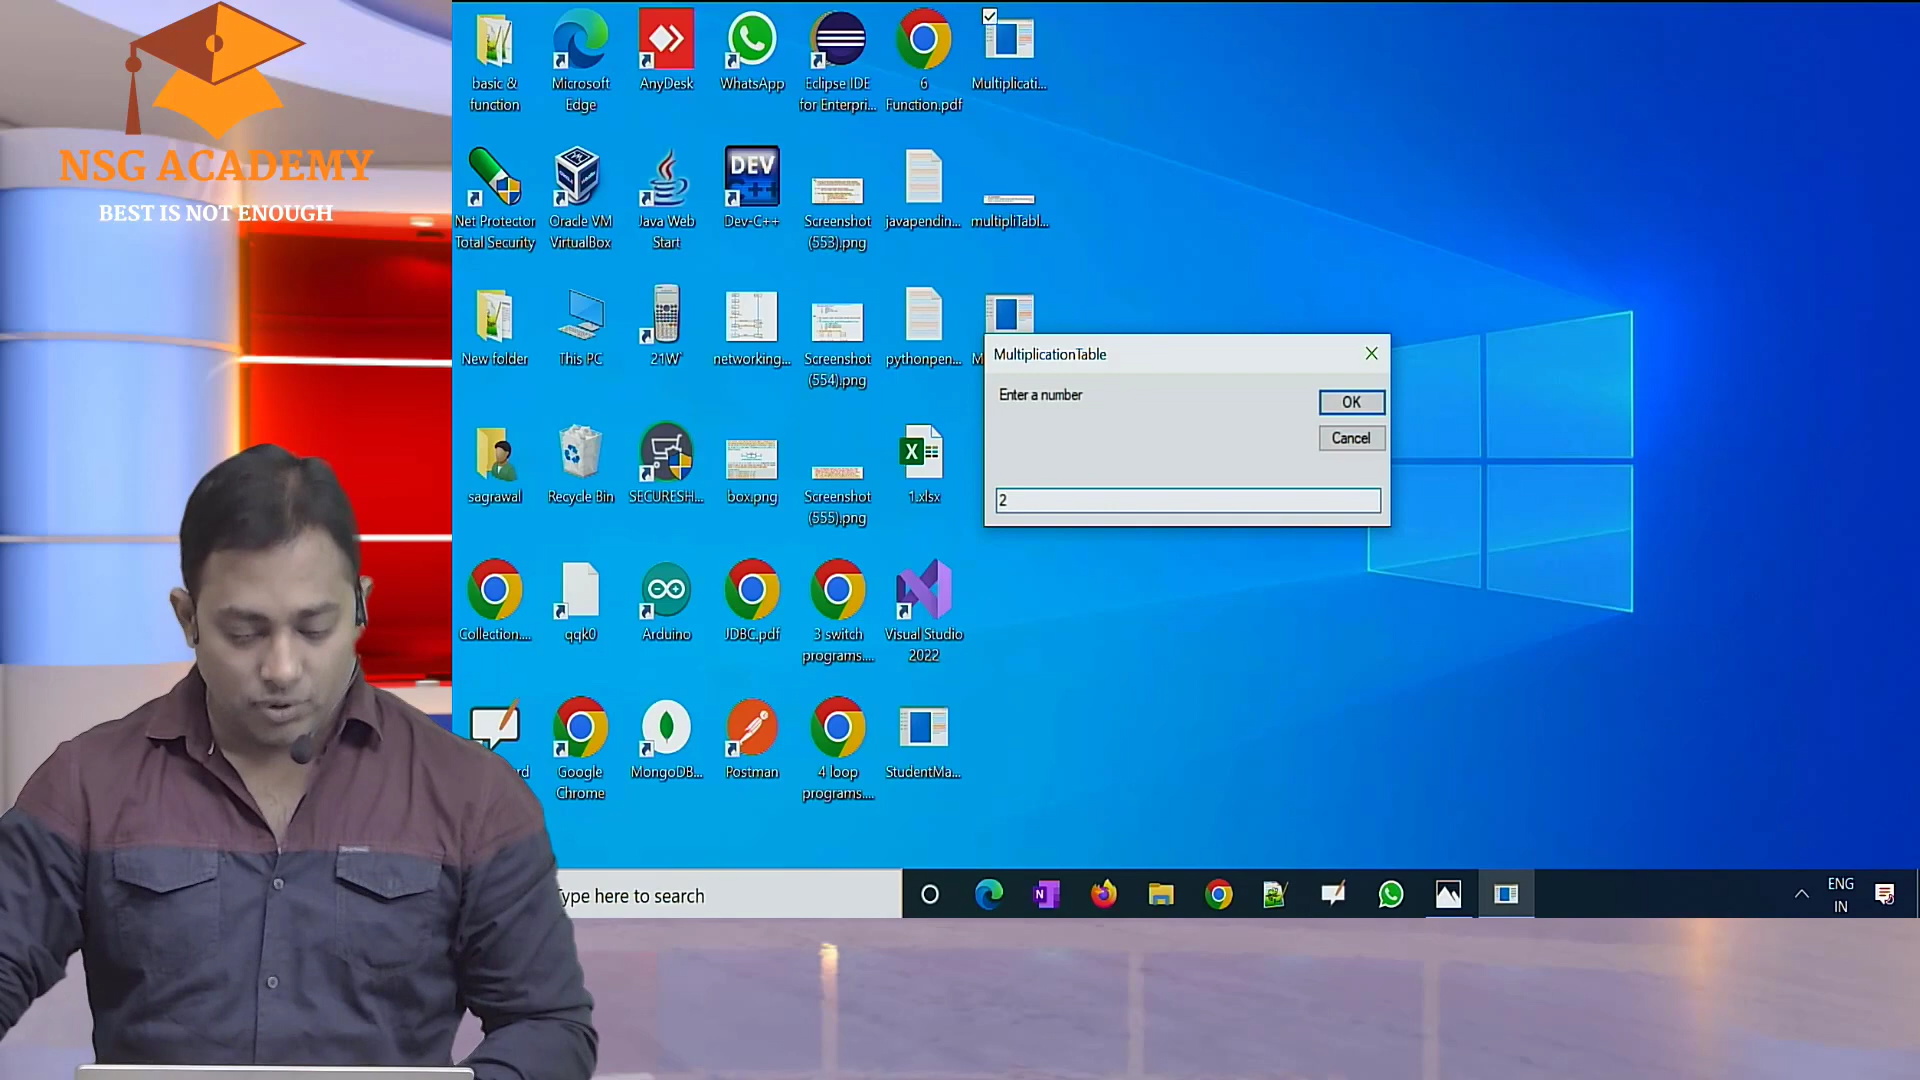 NSG ACADEMY
BEST IS NOT ENOUGH
basic &
function
Microsoft
Edge
AnyDesk
WhatsApp
Eclipse IDE
for Enterpri...
6
Function.pdf
Multiplicati...
Net Protector
Total Security
Oracle VM
VirtualBox
Java Web
Start
DEV
C++
Dev-C++
Screenshot
(553).png
javapendin...
multipliTabl...
New folder
This PC
21W'
networking...
Screenshot
(554).png
pythonpen...
MultiplicationTable
Enter a number
OK
Cancel
2
sagrawal
Recycle Bin
SECURESH...
box.png
Screenshot
(555).png
1.xlsx
Collection....
qqk0
Arduino
JDBC.pdf
3 switch
programs....
Visual Studio
2022
Google
Chrome
MongoDB...
Postman
4 loop
programs....
StudentMa...
ype here to search
ENG
IN